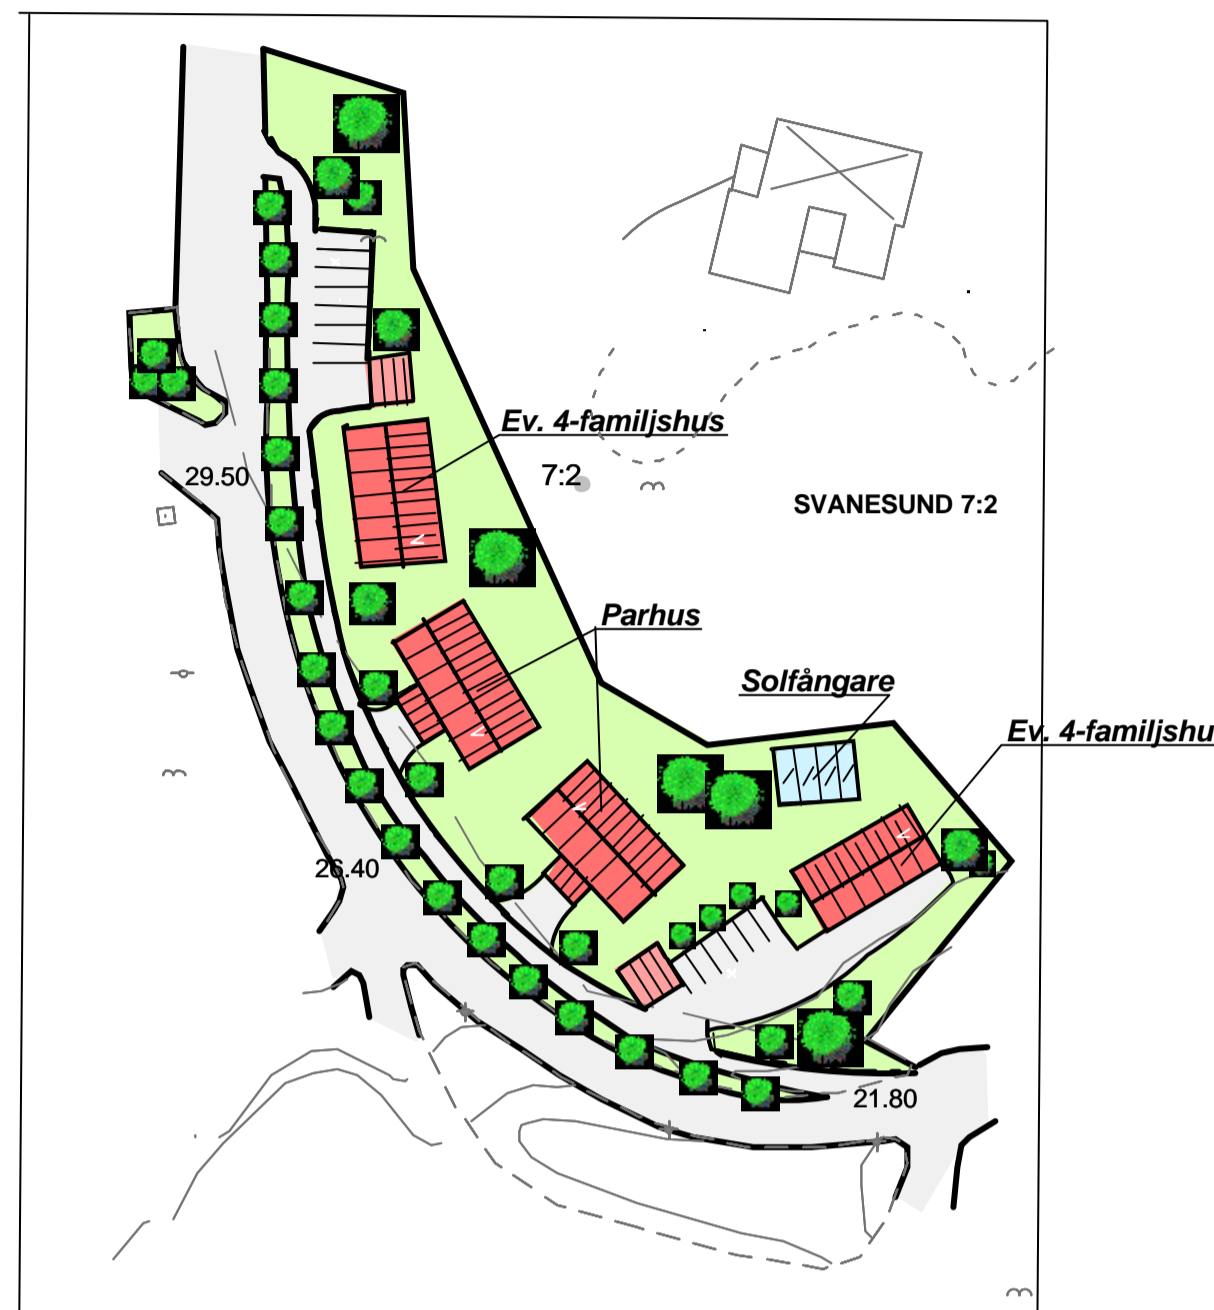 Ev. 4-familjshus
29.50
7:2
SVANESUND 7:2
Parhus
Solfångare
Ev. 4-familjshu
26.40
21.80